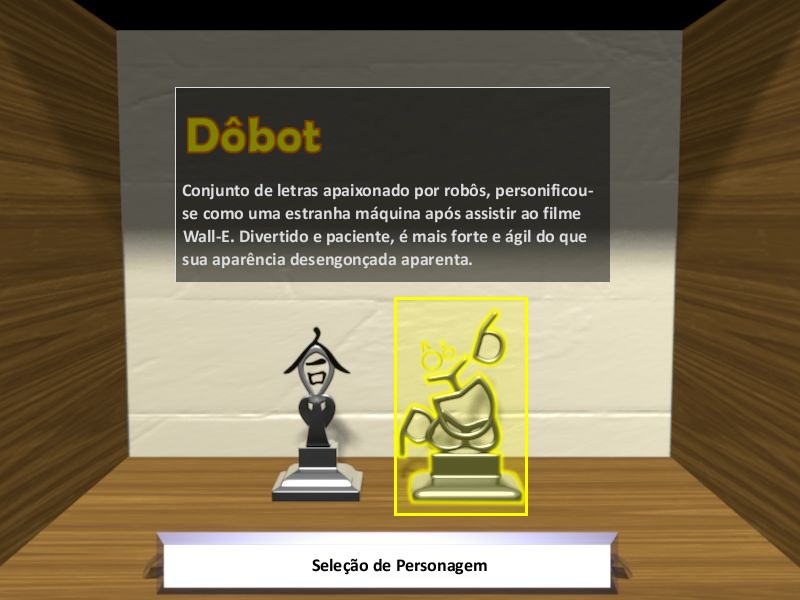 Dôbot
Conjunto de letras apaixonado por robôs, personificou-
se como uma estranha máquina após assistir ao filme
Wall-E. Divertido e paciente, é mais forte e ágil do que
sua aparência desengonçada aparenta.
Seleção de Personagem